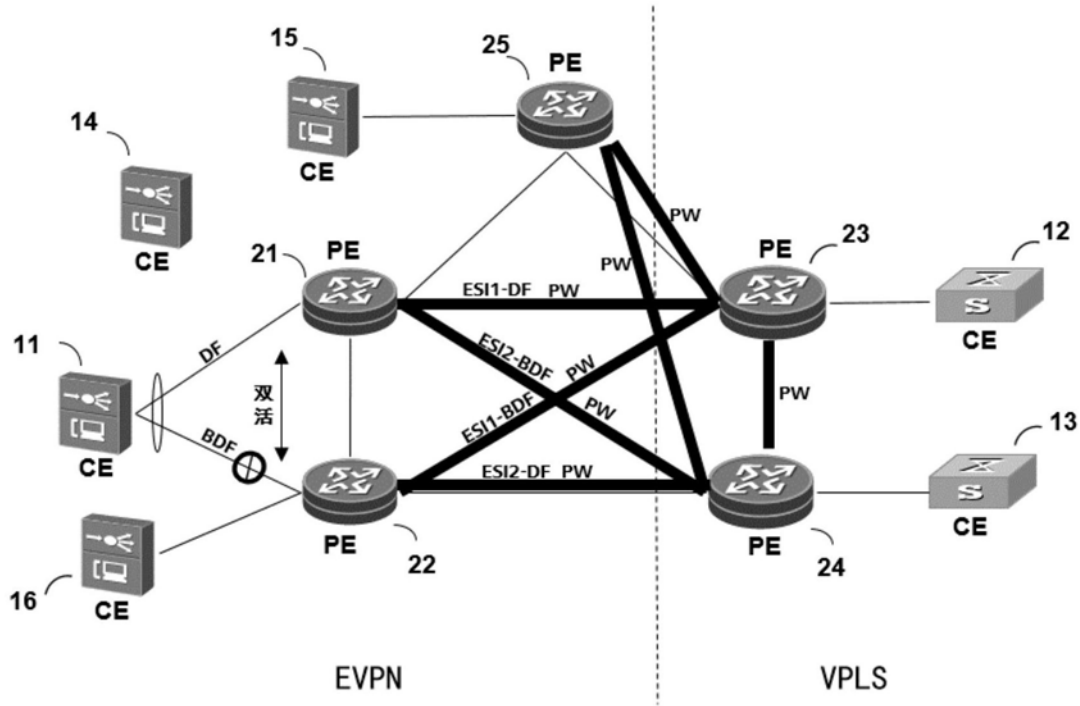 15
25
PE
14
CE
CE
PW
PE
23
12
21
PE
PW
ESI1-DF PW
S
CE
11
DF
ESI2-BDF
PW
双活
PW
13
BDF
ESI1-BDF
PW
CE
ESI2-DF PW
S
CE
PE
22
PE
24
16
CE
EVPN
VPLS